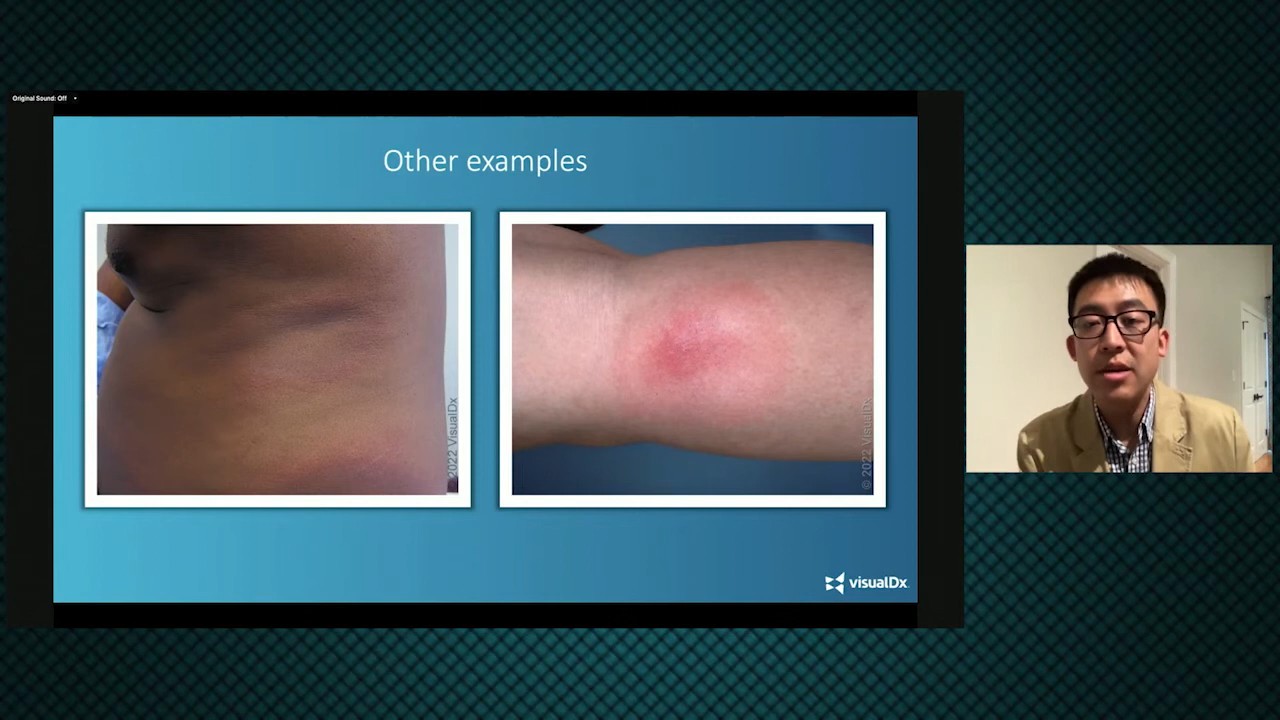 Original Sound: Off
Other examples
© 2022 VisualDx
© 2022 VisualDx
visualDx